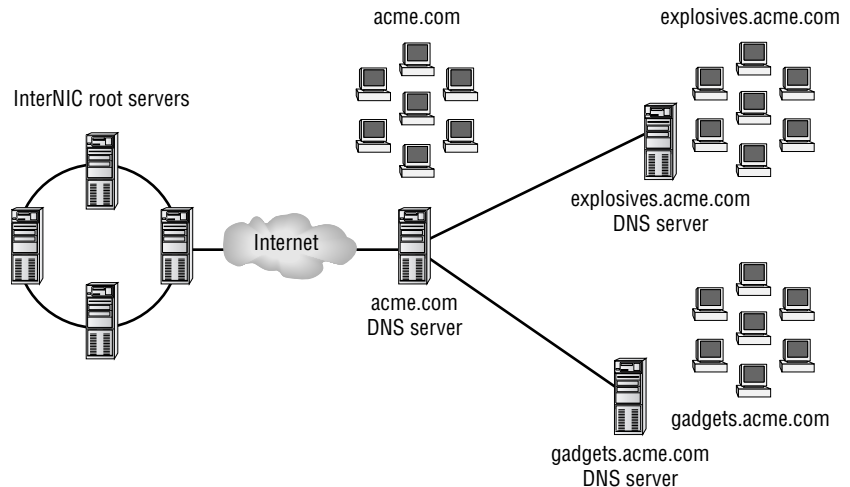 acme.com
explosives.acme.com
InterNIC root servers
explosives.acme.com
DNS server
Internet
acme.com
DNS server
gadgets.acme.com
gadgets.acme.com
DNS server